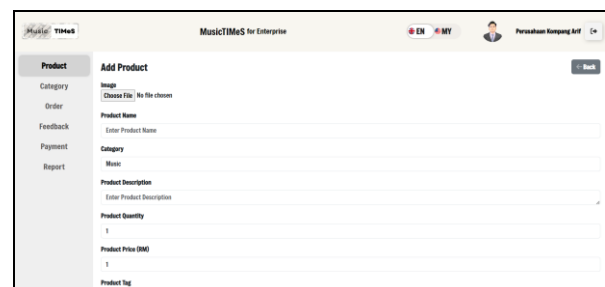 Music TIMeS
MusicTIMeS for Enterprise
EN MY
Perusahaan Kompang Arif
Product
Category
Order
Feedback
Payment
Report
Add Product
Back
Image
Choose File No file chosen
Product Name
Enter Product Name
Category
Music
Product Description
Enter Product Description
Product Quantity
1
Product Price (RM)
1
Product Tag